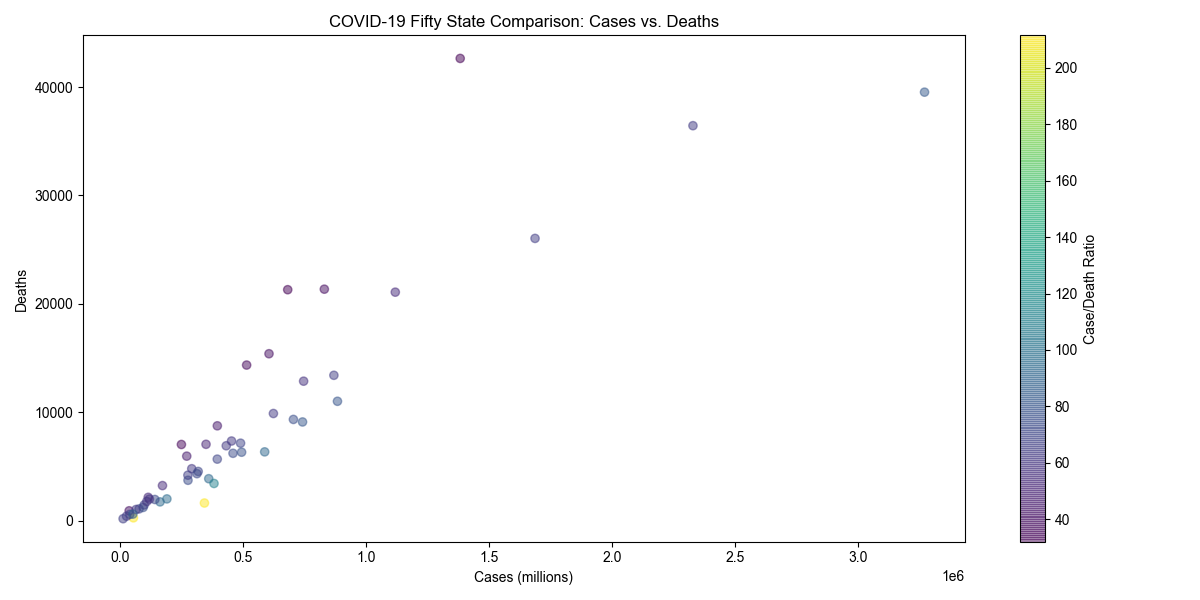 COVID-19 Fifty State Comparison: Cases vs. Deaths
Deaths
40000
30000
20000
10000
0
0.0 0.5 1.0 1.5 2.0 2.5 3.0
1e6
Cases (millions)
200
180
160
140
120
100
80
60
40
Case/Death Ratio